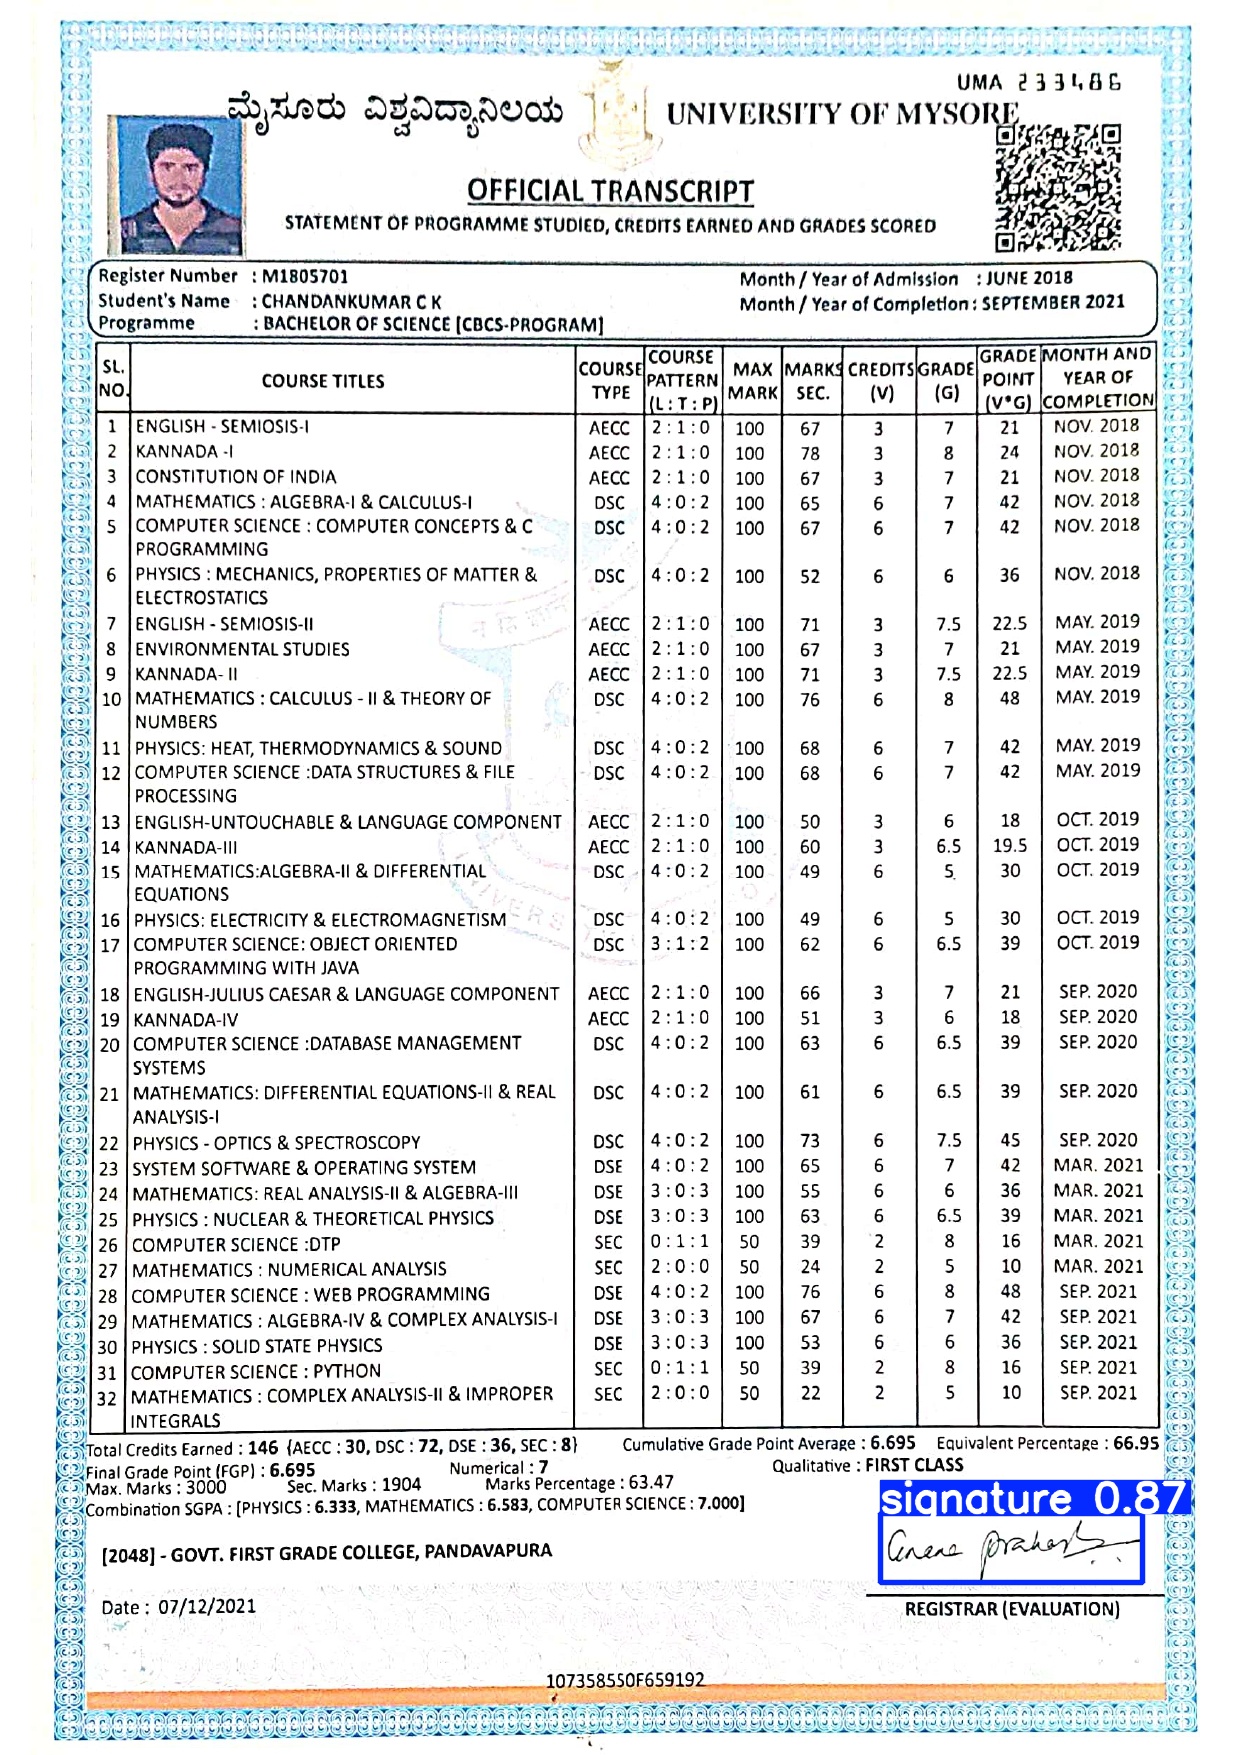 UMA 233486
ಮೈಸೂರು ವಿಶ್ವವಿದ್ಯಾನಿಲಯ UNIVERSITY OF MYSORE
OFFICIAL TRANSCRIPT
STATEMENT OF PROGRAMME STUDIED, CREDITS EARNED AND GRADES SCORED
Register Number : M1805701 Month / Year of Admission : JUNE 2018
Student's Name : CHANDANKUMAR C K Month / Year of Completion : SEPTEMBER 2021
Programme : BACHELOR OF SCIENCE [CBCS-PROGRAM]
SL. NO. COURSE TITLES COURSE TYPE COURSE PATTERN (L : T : P) MAX MARK MARKS SEC. CREDITS (V) GRADE (G) GRADE POINT (V*G) MONTH AND YEAR OF COMPLETION
1 ENGLISH - SEMIOSIS-I AECC 2 : 1 : 0 100 67 3 7 21 NOV. 2018
2 KANNADA -I AECC 2 : 1 : 0 100 78 3 8 24 NOV. 2018
3 CONSTITUTION OF INDIA AECC 2 : 1 : 0 100 67 3 7 21 NOV. 2018
4 MATHEMATICS : ALGEBRA-I & CALCULUS-I DSC 4 : 0 : 2 100 65 6 7 42 NOV. 2018
5 COMPUTER SCIENCE : COMPUTER CONCEPTS & C DSC 4 : 0 : 2 100 67 6 7 42 NOV. 2018
PROGRAMMING
6 PHYSICS : MECHANICS, PROPERTIES OF MATTER & DSC 4 : 0 : 2 100 52 6 6 36 NOV. 2018
ELECTROSTATICS
7 ENGLISH - SEMIOSIS-II AECC 2 : 1 : 0 100 71 3 7.5 22.5 MAY. 2019
8 ENVIRONMENTAL STUDIES AECC 2 : 1 : 0 100 67 3 7 21 MAY. 2019
9 KANNADA- II AECC 2 : 1 : 0 100 71 3 7.5 22.5 MAY. 2019
10 MATHEMATICS : CALCULUS - II & THEORY OF DSC 4 : 0 : 2 100 76 6 8 48 MAY. 2019
NUMBERS
11 PHYSICS: HEAT, THERMODYNAMICS & SOUND DSC 4 : 0 : 2 100 68 6 7 42 MAY. 2019
12 COMPUTER SCIENCE :DATA STRUCTURES & FILE DSC 4 : 0 : 2 100 68 6 7 42 MAY. 2019
PROCESSING
13 ENGLISH-UNTOUCHABLE & LANGUAGE COMPONENT AECC 2 : 1 : 0 100 50 3 6 18 OCT. 2019
14 KANNADA-III AECC 2 : 1 : 0 100 60 3 6.5 19.5 OCT. 2019
15 MATHEMATICS:ALGEBRA-II & DIFFERENTIAL DSC 4 : 0 : 2 100 49 6 5 30 OCT. 2019
EQUATIONS
16 PHYSICS: ELECTRICITY & ELECTROMAGNETISM DSC 4 : 0 : 2 100 49 6 5 30 OCT. 2019
17 COMPUTER SCIENCE: OBJECT ORIENTED DSC 3 : 1 : 2 100 62 6 6.5 39 OCT. 2019
PROGRAMMING WITH JAVA
18 ENGLISH-JULIUS CAESAR & LANGUAGE COMPONENT AECC 2 : 1 : 0 100 66 3 7 21 SEP. 2020
19 KANNADA-IV AECC 2 : 1 : 0 100 51 3 6 18 SEP. 2020
20 COMPUTER SCIENCE :DATABASE MANAGEMENT DSC 4 : 0 : 2 100 63 6 6.5 39 SEP. 2020
SYSTEMS
21 MATHEMATICS: DIFFERENTIAL EQUATIONS-II & REAL DSC 4 : 0 : 2 100 61 6 6.5 39 SEP. 2020
ANALYSIS-I
22 PHYSICS - OPTICS & SPECTROSCOPY DSC 4 : 0 : 2 100 73 6 7.5 45 SEP. 2020
23 SYSTEM SOFTWARE & OPERATING SYSTEM DSE 4 : 0 : 2 100 65 6 7 42 MAR. 2021
24 MATHEMATICS: REAL ANALYSIS-II & ALGEBRA-III DSE 3 : 0 : 3 100 55 6 6 36 MAR. 2021
25 PHYSICS : NUCLEAR & THEORETICAL PHYSICS DSE 3 : 0 : 3 100 63 6 6.5 39 MAR. 2021
26 COMPUTER SCIENCE :DTP SEC 0 : 1 : 1 50 39 2 8 16 MAR. 2021
27 MATHEMATICS : NUMERICAL ANALYSIS SEC 2 : 0 : 0 50 24 2 5 10 MAR. 2021
28 COMPUTER SCIENCE : WEB PROGRAMMING DSE 4 : 0 : 2 100 76 6 8 48 SEP. 2021
29 MATHEMATICS : ALGEBRA-IV & COMPLEX ANALYSIS-I DSE 3 : 0 : 3 100 67 6 7 42 SEP. 2021
30 PHYSICS : SOLID STATE PHYSICS DSE 3 : 0 : 3 100 53 6 6 36 SEP. 2021
31 COMPUTER SCIENCE : PYTHON SEC 0 : 1 : 1 50 39 2 8 16 SEP. 2021
32 MATHEMATICS : COMPLEX ANALYSIS-II & IMPROPER SEC 2 : 0 : 0 50 22 2 5 10 SEP. 2021
INTEGRALS
Total Credits Earned : 146 {AECC : 30, DSC : 72, DSE : 36, SEC : 8} Cumulative Grade Point Average : 6.695 Equivalent Percentage : 66.95
Final Grade Point (FGP) : 6.695 Numerical : 7 Qualitative : FIRST CLASS
Max. Marks : 3000 Sec. Marks : 1904 Marks Percentage : 63.47
Combination SGPA : [PHYSICS : 6.333, MATHEMATICS : 6.583, COMPUTER SCIENCE : 7.000]
signature 0.87
[2048] - GOVT. FIRST GRADE COLLEGE, PANDAVAPURA
Date : 07/12/2021
REGISTRAR (EVALUATION)
107358550F659192